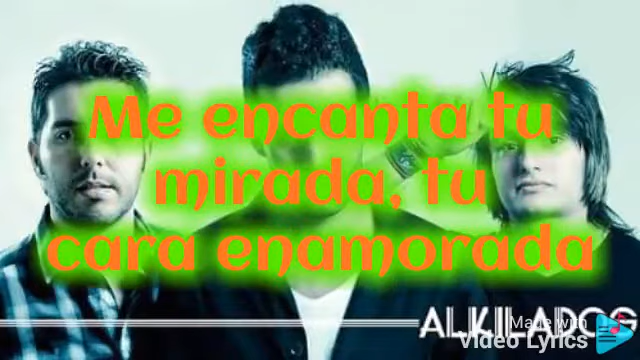 Me encanta tu
mirada, tu
cara enamorada
ALKILADOS
Made with
Video Lyrics